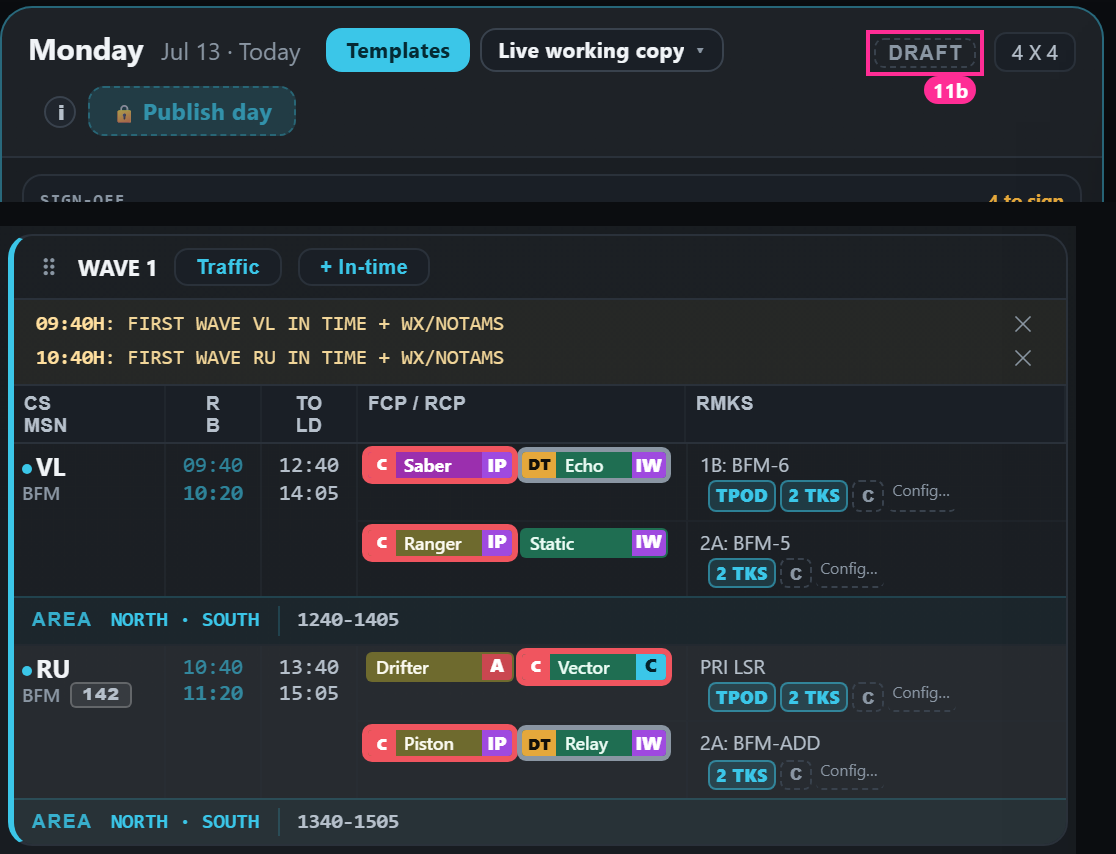 Monday Jul 13 · Today Templates Live working copy ▾ DRAFT 4 X 4
11b
i 🔒 Publish day
SIGN-OFF 4 to sign
WAVE 1 Traffic + In-time
09:40H: FIRST WAVE VL IN TIME + WX/NOTAMS
10:40H: FIRST WAVE RU IN TIME + WX/NOTAMS
CS R TO FCP / RCP RMKS
MSN B LD
VL 09:40 12:40 C Saber IP DT Echo IW 1B: BFM-6
BFM 10:20 14:05 TPOD 2 TKS C Config...
C Ranger IP Static IW 2A: BFM-5
2 TKS C Config...
AREA NORTH · SOUTH 1240-1405
RU 10:40 13:40 Drifter A C Vector C PRI LSR
BFM 142 11:20 15:05 TPOD 2 TKS C Config...
C Piston IP DT Relay IW 2A: BFM-ADD
2 TKS C Config...
AREA NORTH · SOUTH 1340-1505